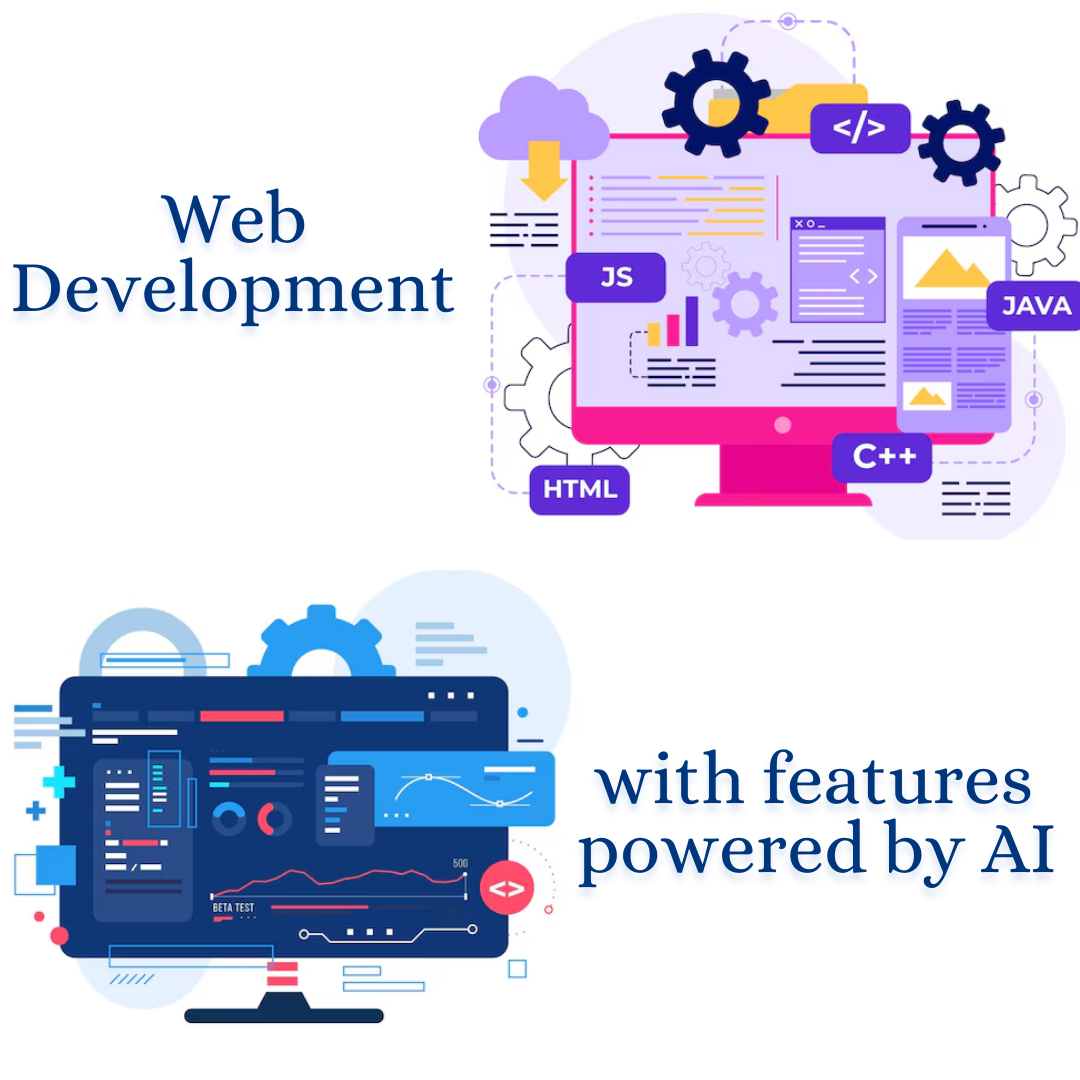 </>
Web
Development
X O _
JS
< >
JAVA
C++
HTML
with features
powered by AI
500
<>
BETA TEST